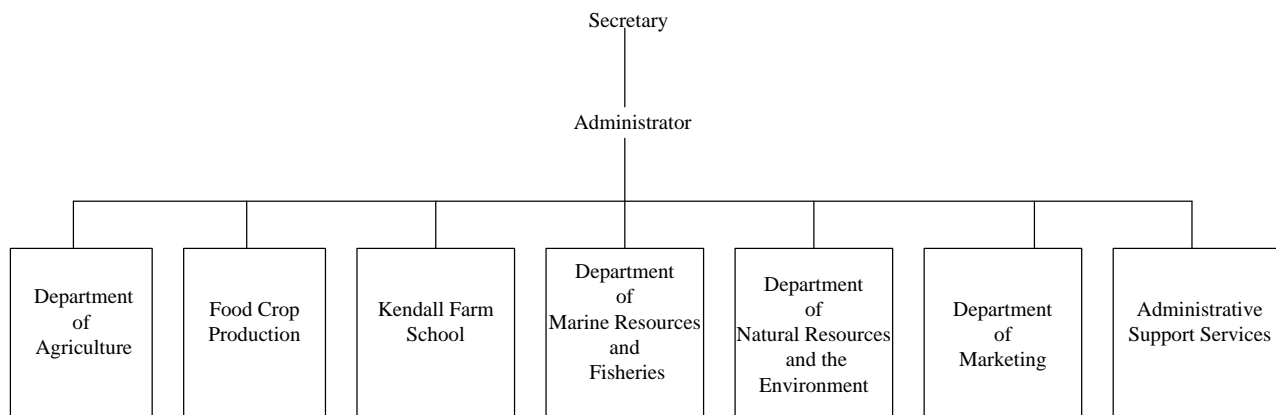 Secretary
Administrator
Department
of
Agriculture
Food Crop
Production
Kendall Farm
School
Department
of
Marine Resources
and
Fisheries
Department
of
Natural Resources
and the
Environment
Department
of
Marketing
Administrative
Support Services